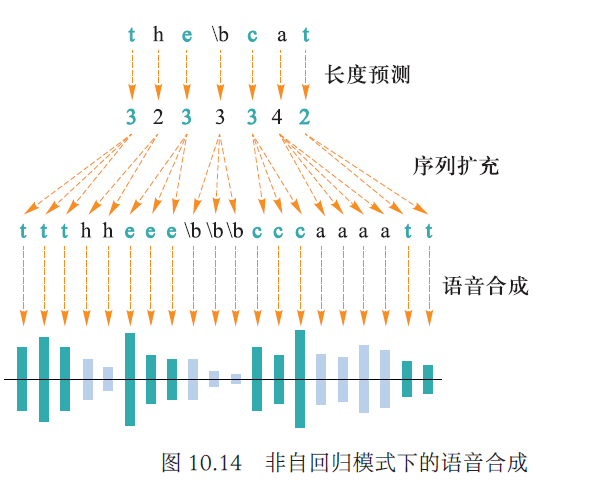 t h e \b c a t
长度预测
3 2 3 3 3 4 2
序列扩充
t t t h h e e e \b \b \b c c c a a a a t t
语音合成
图 10.14 非自回归模式下的语音合成